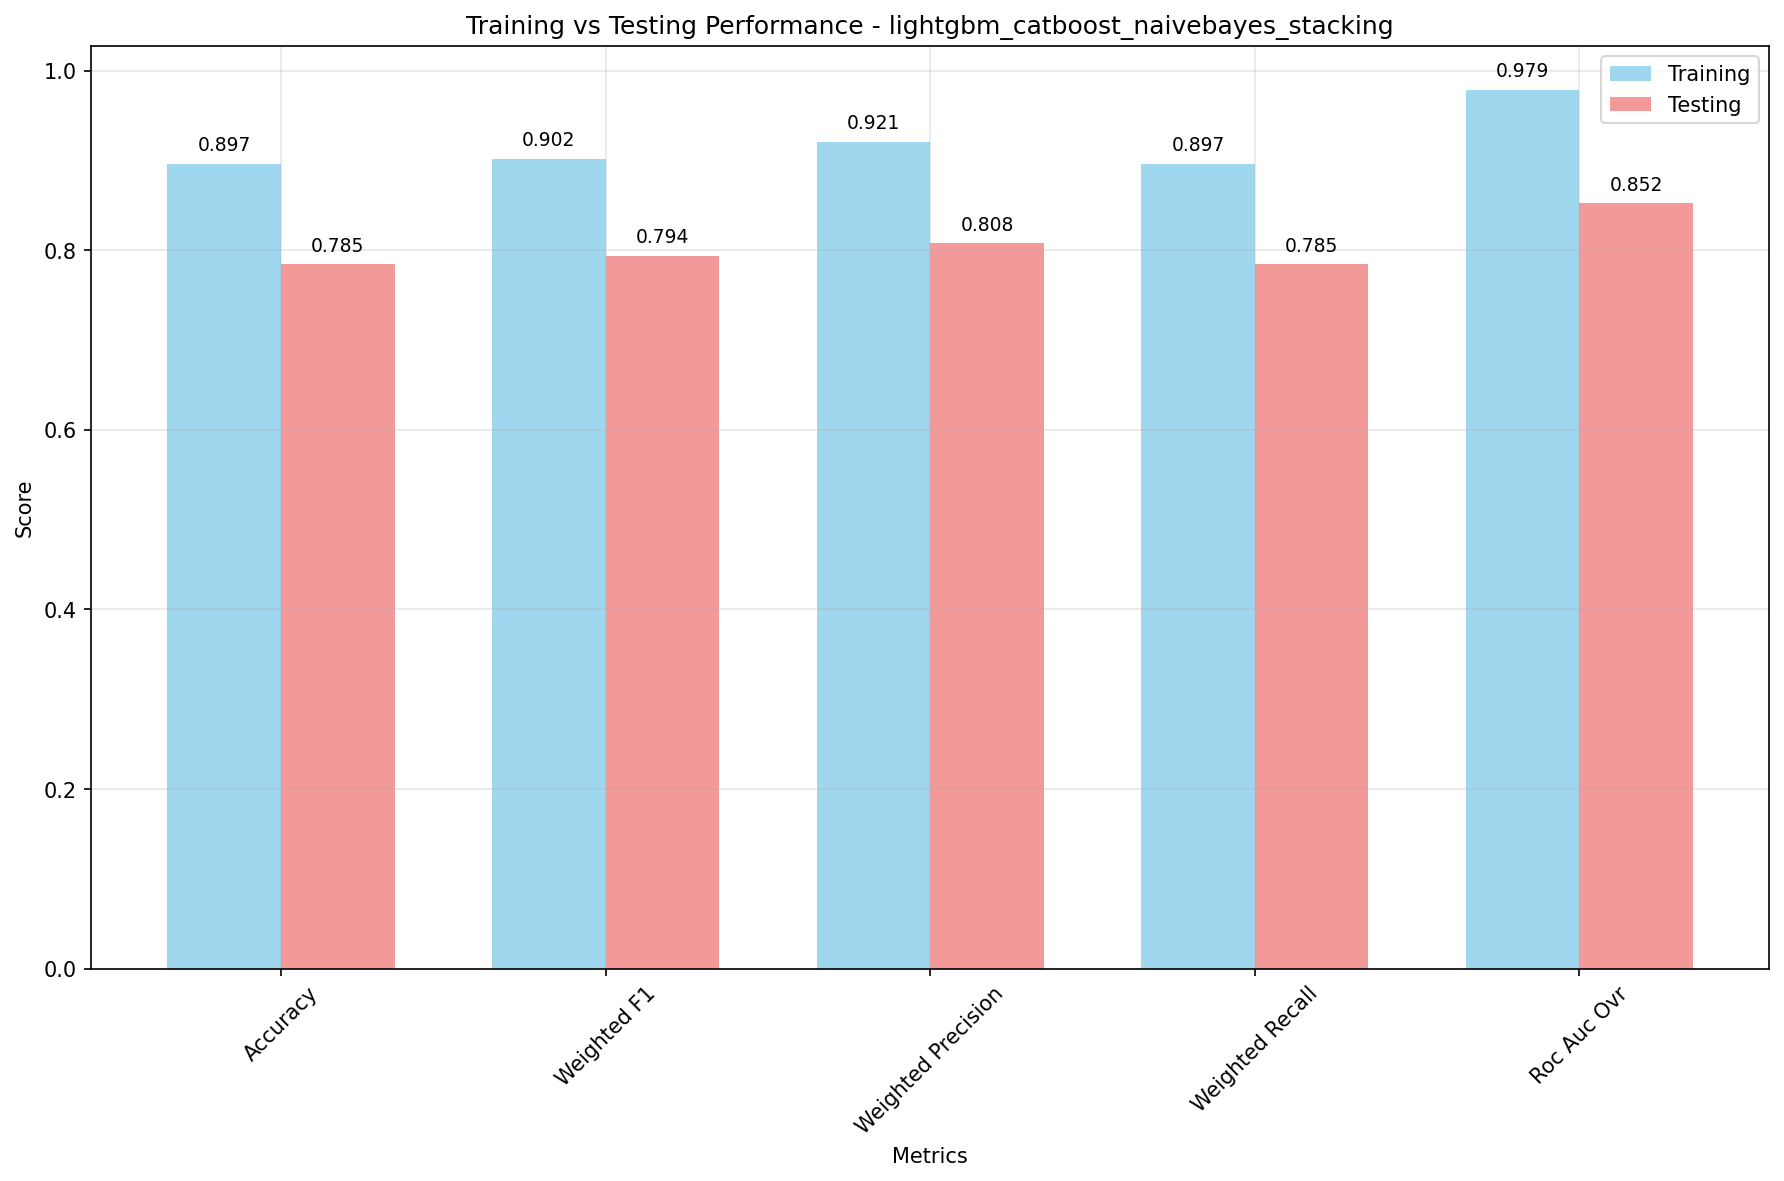 Training vs Testing Performance - lightgbm_catboost_naivebayes_stacking
Training
Testing
1.0
0.8
0.6
0.4
0.2
0.0
Score
0.897
0.785
0.902
0.794
0.921
0.808
0.897
0.785
0.979
0.852
Accuracy
Weighted F1
Weighted Precision
Weighted Recall
Roc Auc Ovr
Metrics